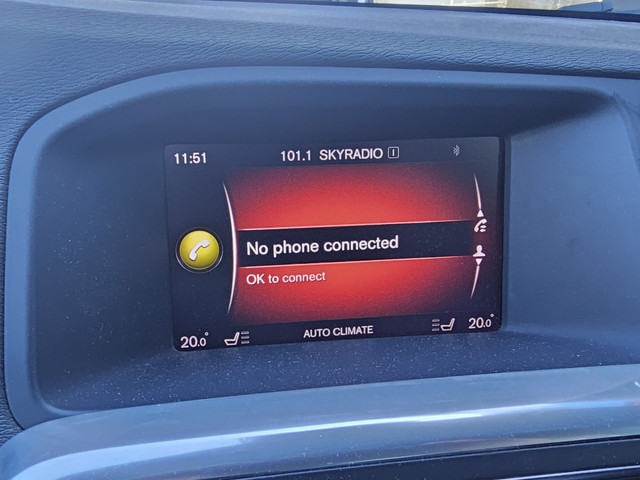 11:51 101.1 SKYRADIO I
No phone connected
OK to connect
20.0° AUTO CLIMATE 20.0°